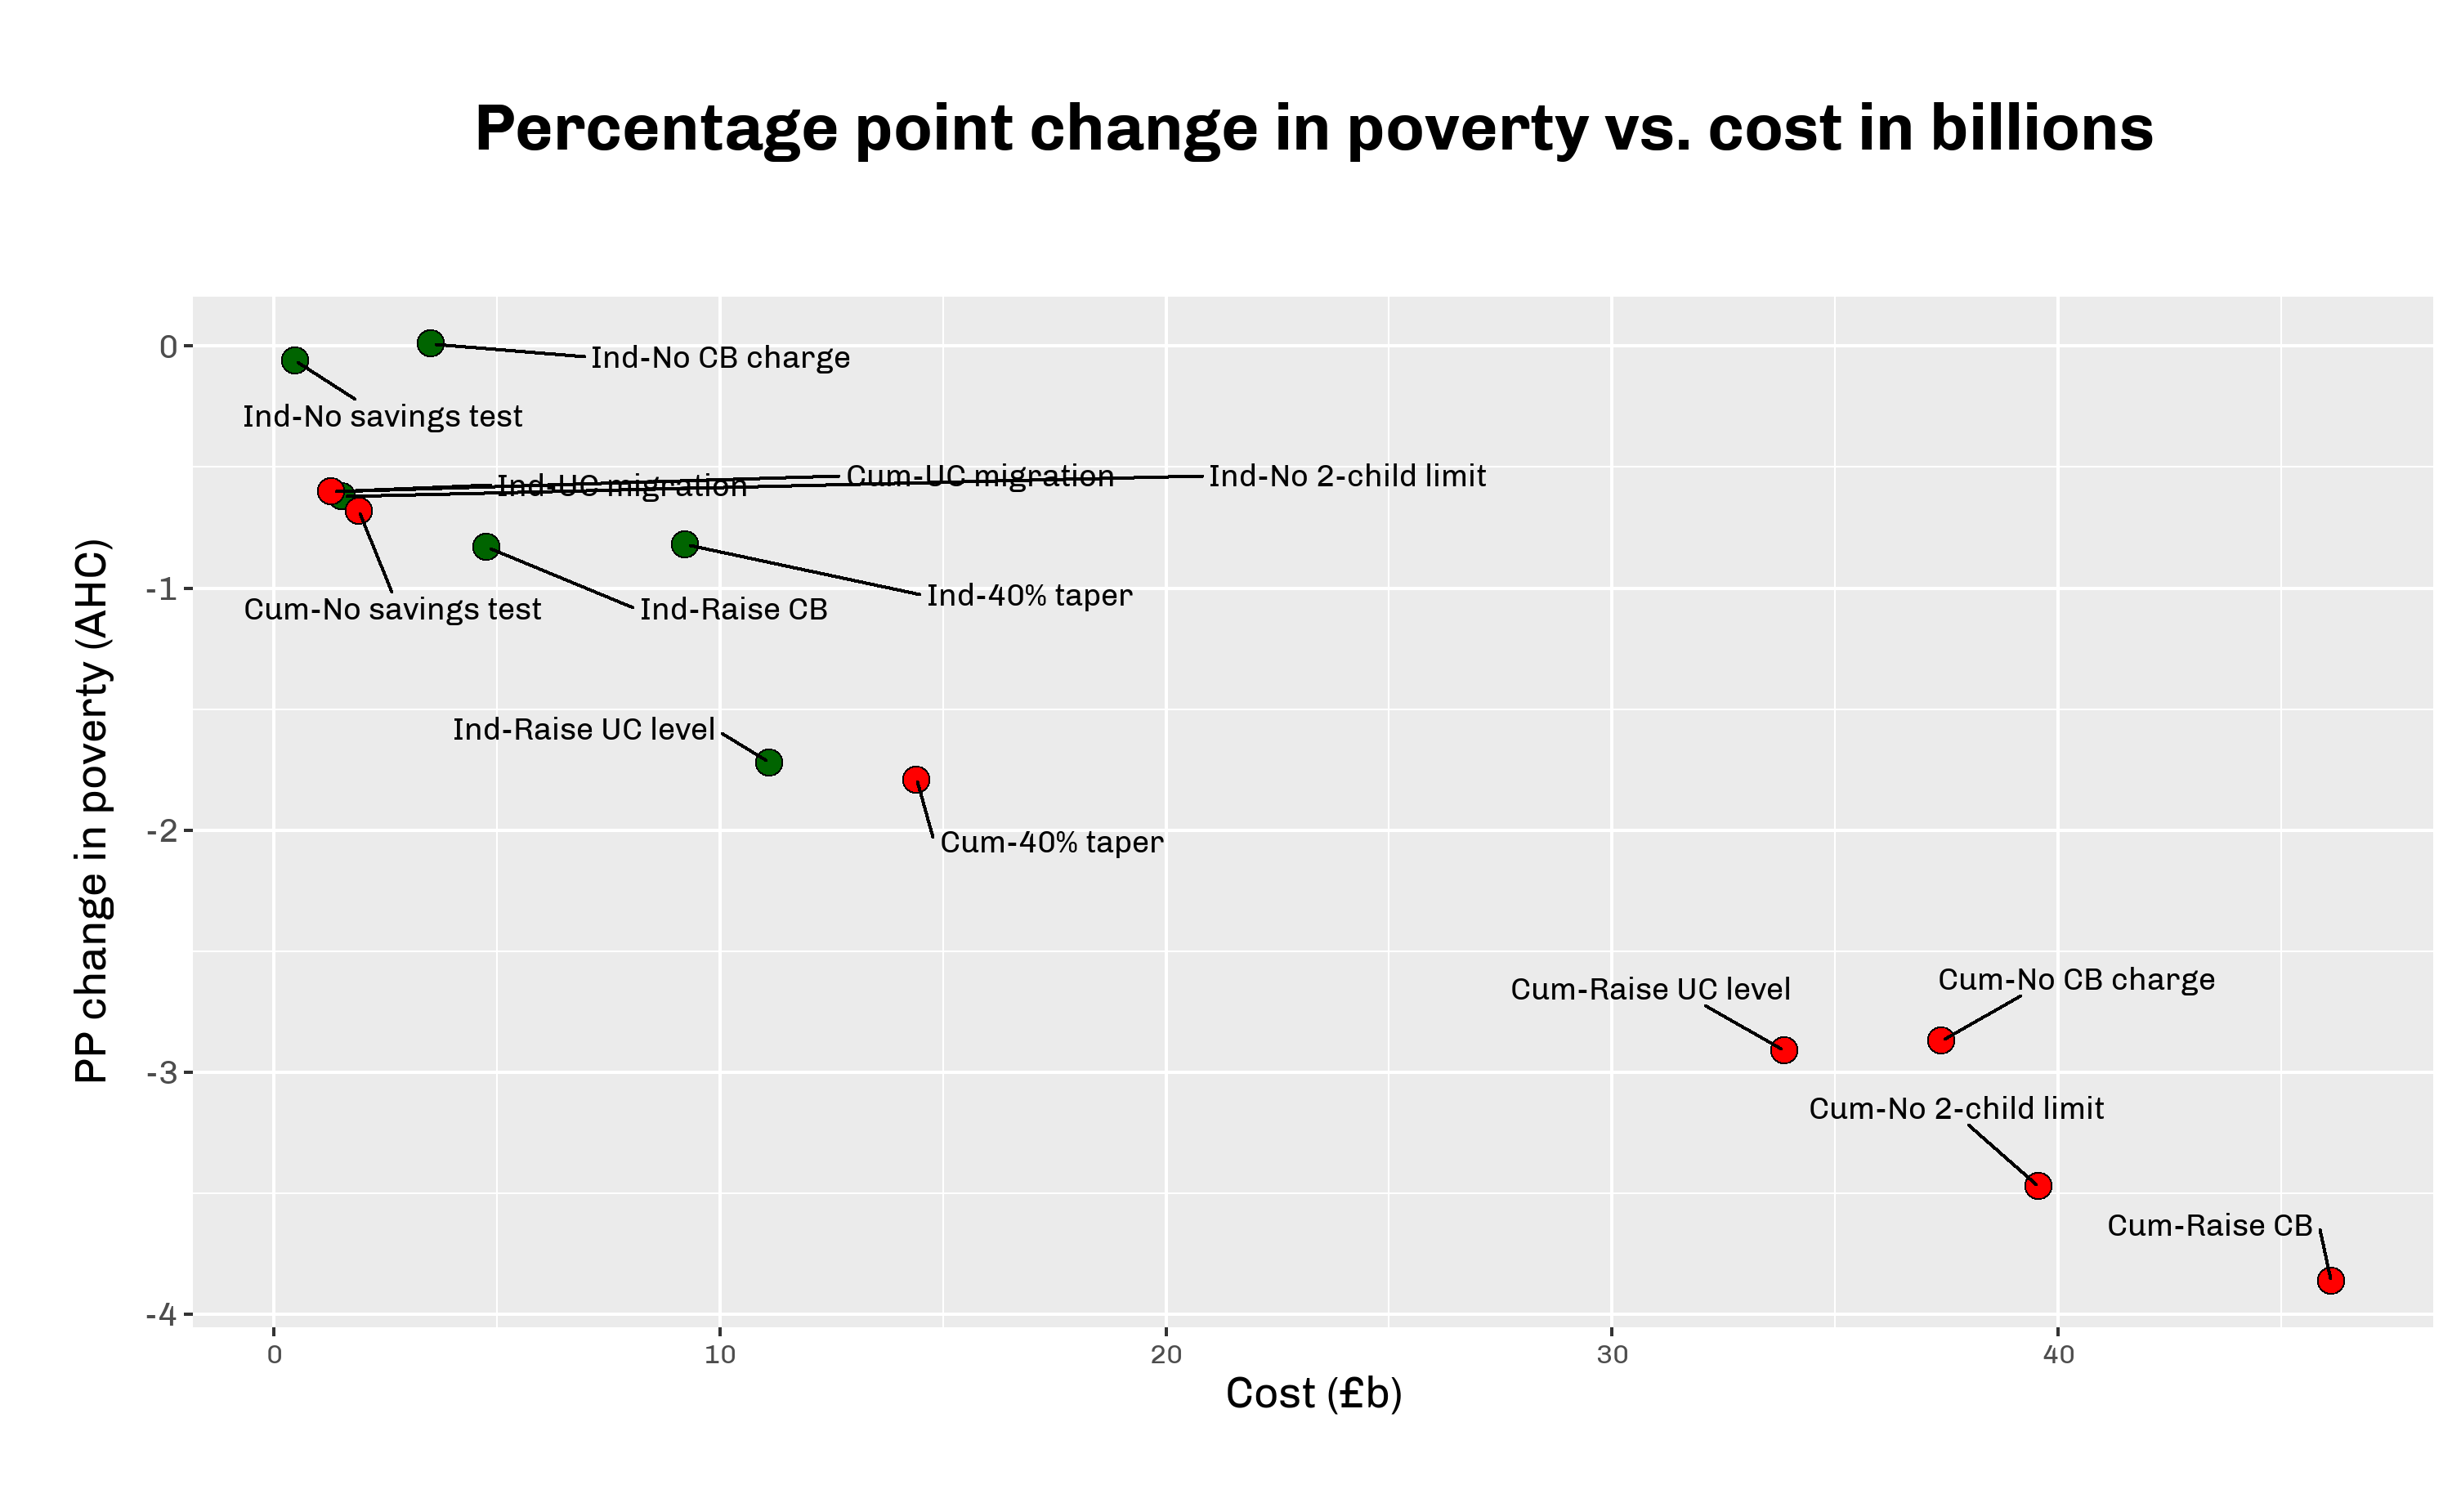 Percentage point change in poverty vs. cost in billions
PP change in poverty (AHC)
0
-1
-2
-3
-4
Ind-No CB charge
Ind-No savings test
Ind-UC migration
Cum-UC migration
Ind-No 2-child limit
Cum-No savings test
Ind-Raise CB
Ind-40% taper
Ind-Raise UC level
Cum-40% taper
Cum-Raise UC level
Cum-No CB charge
Cum-No 2-child limit
Cum-Raise CB
0
10
20
30
40
Cost (£b)